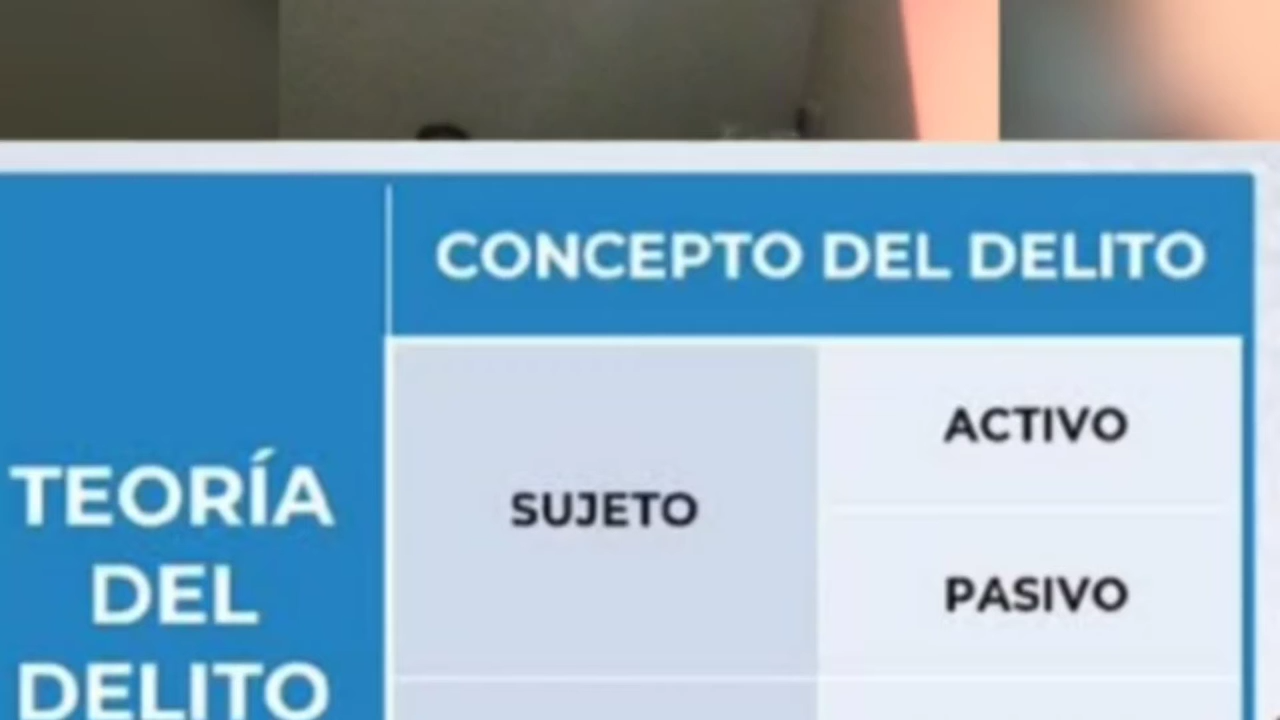 CONCEPTO DEL DELITO
TEORÍA
DEL
DELITO
SUJETO
ACTIVO
PASIVO